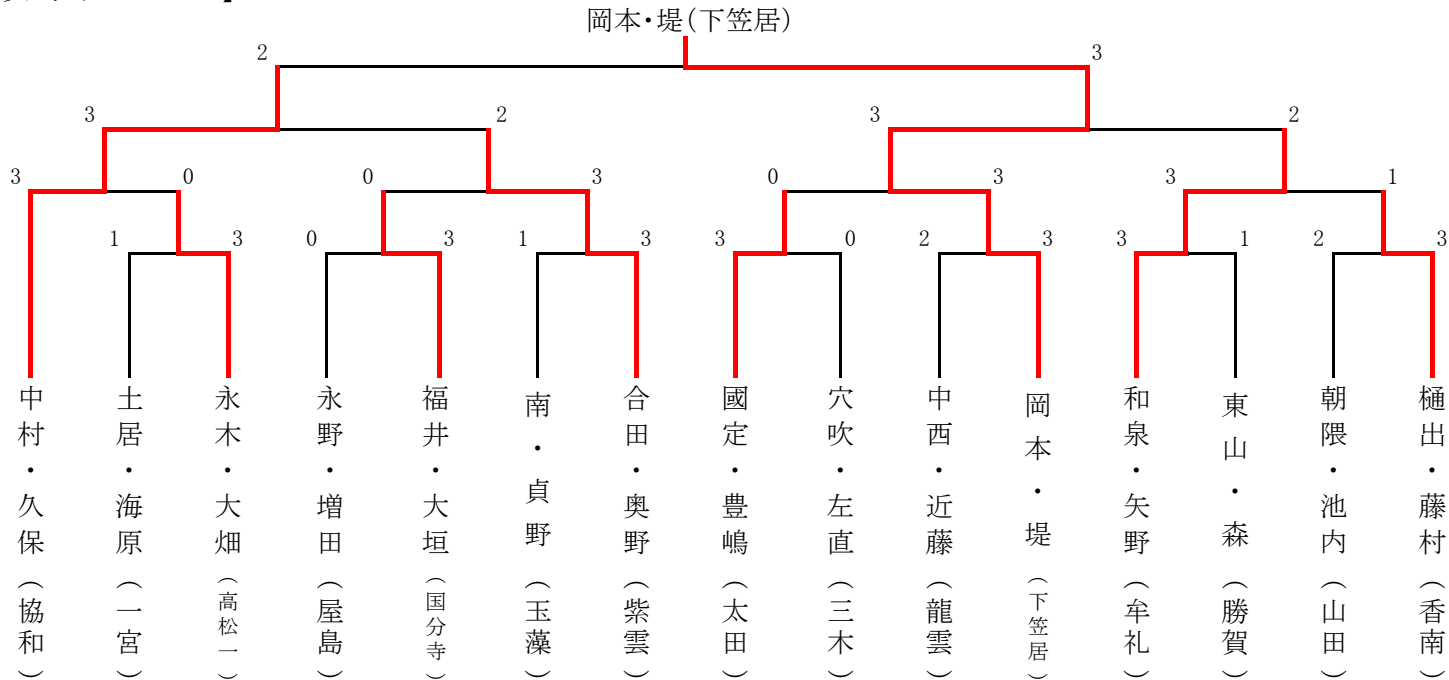 岡本・堤(下笠居)
2 3
3 2 3 2
3 0 0 3 0 3 3 1
1 3 0 3 1 3 3 0 2 3 3 1 2 3
中村・久保(協和)
土居・海原(一宮)
永木・大畑(高松一)
永野・増田(屋島)
福井・大垣(国分寺)
南・貞野(玉藻)
合田・奥野(紫雲)
國定・豊嶋(太田)
穴吹・左直(三木)
中西・近藤(龍雲)
岡本・堤(下笠居)
和泉・矢野(牟礼)
東山・森(勝賀)
朝隈・池内(山田)
樋出・藤村(香南)